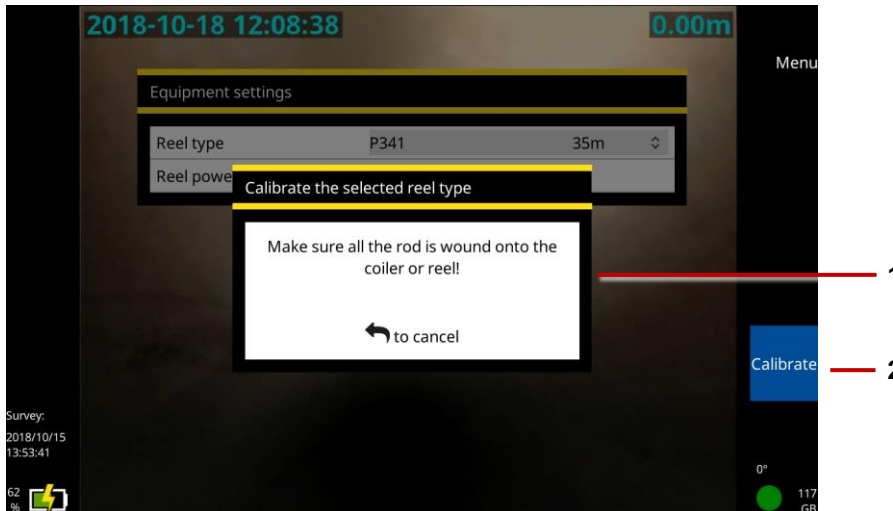 2018-10-18 12:08:38
0.00m
Menu
Equipment settings
Reel type P341 35m
Reel powe
Calibrate the selected reel type
Make sure all the rod is wound onto the
coiler or reel!
to cancel
1
Calibrate
2
Survey:
2018/10/15
13:53:41
0°
62
%
117
GB